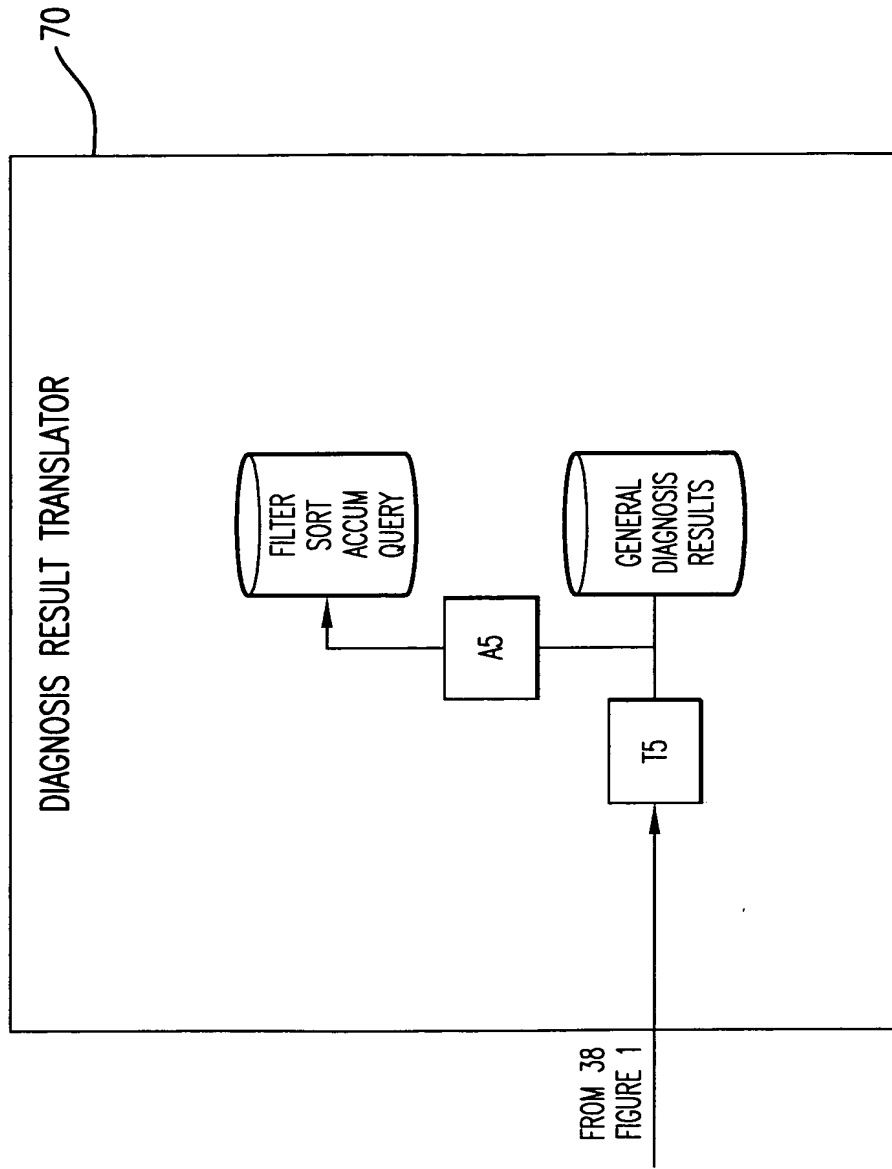 70
DIAGNOSIS RESULT TRANSLATOR
FILTER
SORT
ACCUM
QUERY
A5
GENERAL
DIAGNOSIS
RESULTS
T5
FROM 38
FIGURE 1